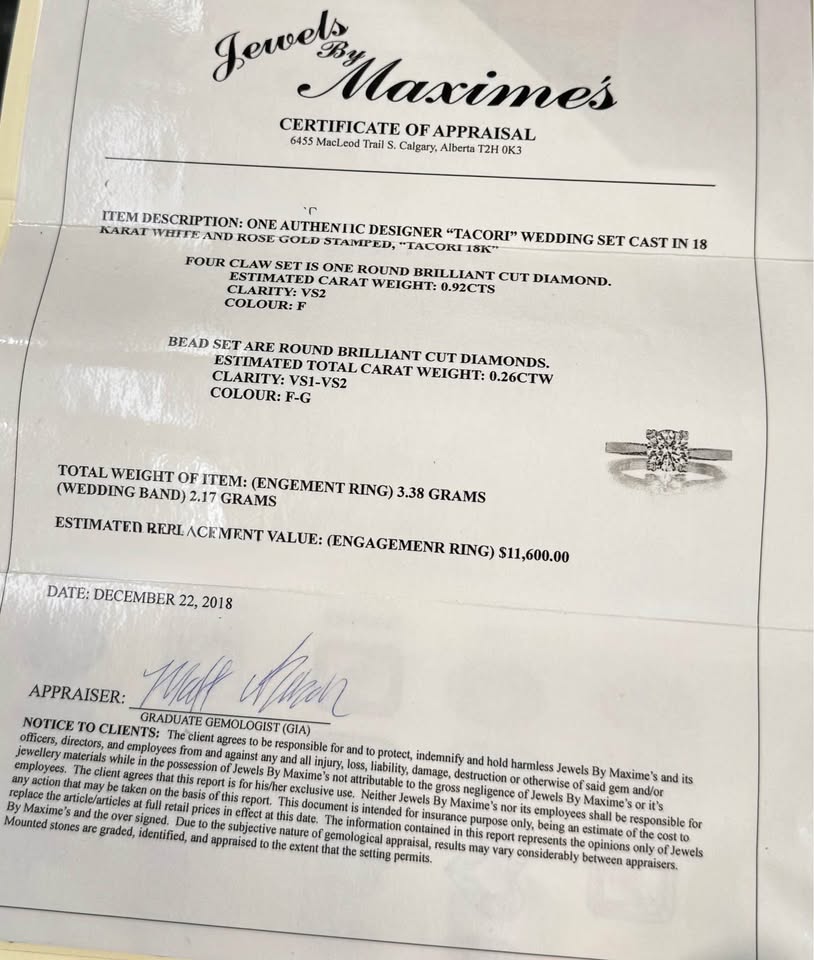 Jewels
By
Maxime's
CERTIFICATE OF APPRAISAL
6455 MacLeod Trail S. Calgary, Alberta T2H 0K3
ITEM DESCRIPTION: ONE AUTHENTIC DESIGNER “TACORI” WEDDING SET CAST IN 18
KARAT WHITE AND ROSE GOLD STAMPED, “TACORI 18K”
FOUR CLAW SET IS ONE ROUND BRILLIANT CUT DIAMOND.
ESTIMATED CARAT WEIGHT: 0.92CTS
CLARITY: VS2
COLOUR: F
BEAD SET ARE ROUND BRILLIANT CUT DIAMONDS.
ESTIMATED TOTAL CARAT WEIGHT: 0.26CTW
CLARITY: VS1-VS2
COLOUR: F-G
TOTAL WEIGHT OF ITEM: (ENGEMENT RING) 3.38 GRAMS
(WEDDING BAND) 2.17 GRAMS
ESTIMATED REPLACEMENT VALUE: (ENGAGEMENR RING) $11,600.00
DATE: DECEMBER 22, 2018
APPRAISER: Matt
GRADUATE GEMOLOGIST (GIA)
NOTICE TO CLIENTS: The client agrees to be responsible for and to protect, indemnify and hold harmless Jewels By Maxime's and its
officers, directors, and employees from and against any and all injury, loss, liability, damage, destruction or otherwise of said gem and/or
jewellery materials while in the possession of Jewels By Maxime's not attributable to the gross negligence of Jewels By Maxime's or it's
employees. The client agrees that this report is for his/her exclusive use. Neither Jewels By Maxime's nor its employees shall be responsible for
any action that may be taken on the basis of this report. This document is intended for insurance purpose only, being an estimate of the cost to
replace the article/articles at full retail prices in effect at this date. The information contained in this report represents the opinions only of Jewels
By Maxime's and the over signed. Due to the subjective nature of gemological appraisal, results may vary considerably between appraisers.
Mounted stones are graded, identified, and appraised to the extent that the setting permits.